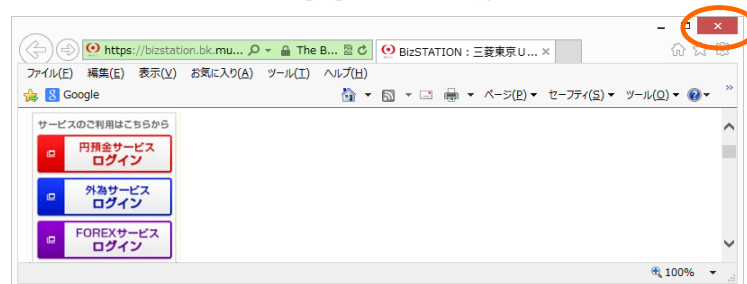 https://bizstation.bk.mu... The B... BizSTATION：三菱東京U...
ファイル(F) 編集(E) 表示(V) お気に入り(A) ツール(T) ヘルプ(H)
Google ページ(P) セーフティ(S) ツール(O)
サービスのご利用はこちらから
円預金サービス
ログイン
外為サービス
ログイン
FOREXサービス
ログイン
100%